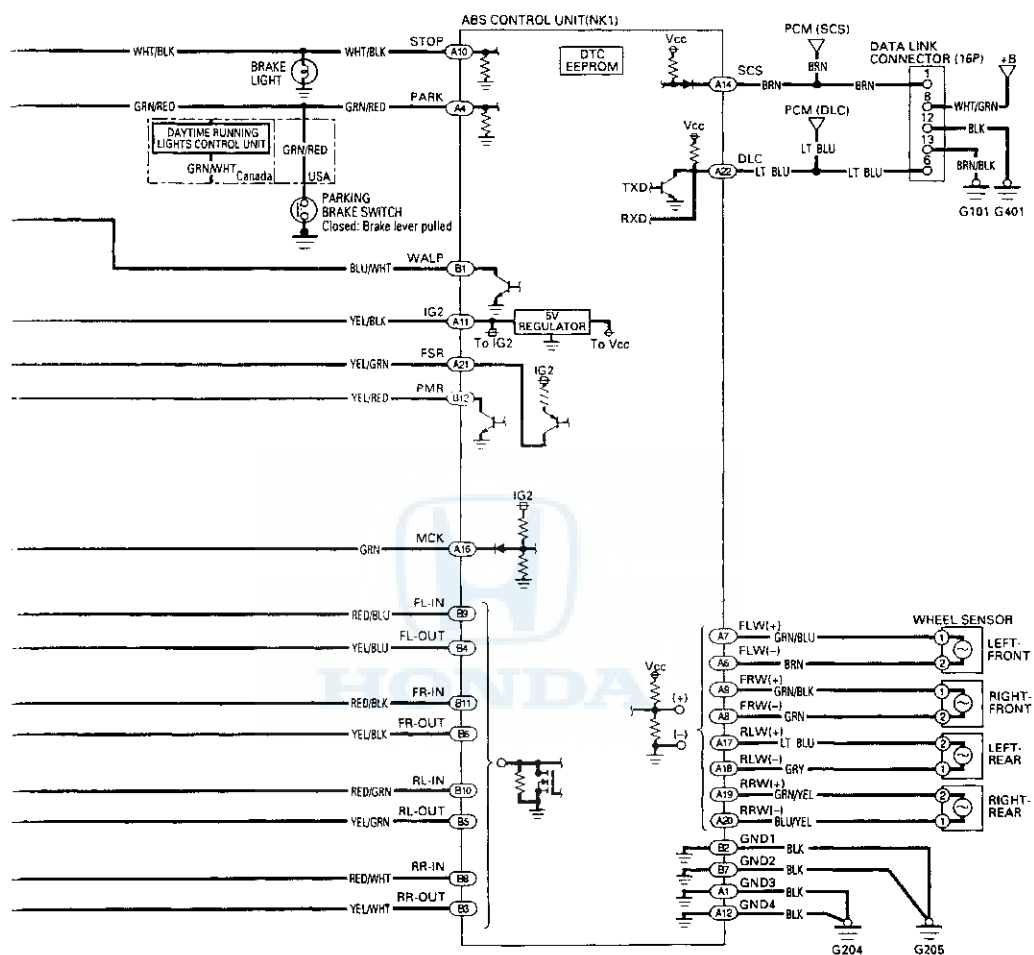 ABS CONTROL UNIT(NK1)
WHT/BLK WHT/BLK STOP A10
BRAKE LIGHT
DTC EEPROM
Vcc
PCM (SCS)
BRN
A14 SCS BRN BRN
DATA LINK CONNECTOR (16P)
+B
1
8 WHT/GRN
12 BLK
13 BRN/BLK
6
G101 G401
GRN/RED GRN/RED PARK A4
DAYTIME RUNNING LIGHTS CONTROL UNIT
GRN/WHT
Canada
GRN/RED
USA
Vcc
PCM (DLC)
LT BLU
A22 DLC LT BLU LT BLU
TXD
RXD
PARKING BRAKE SWITCH
Closed: Brake lever pulled
BLU/WHT WALP B1
YEL/BLK IG2 A11
5V REGULATOR
To IG2
To Vcc
YEL/GRN FSR A21
IG2
YEL/RED PMR B12
IG2
GRN MCK A16
HONDA
RED/BLU FL-IN B9
YEL/BLU FL-OUT B4
RED/BLK FR-IN B11
YEL/BLK FR-OUT B6
RED/GRN RL-IN B10
YEL/GRN RL-OUT B5
RED/WHT RR-IN B8
YEL/WHT RR-OUT B3
Vcc
(+)
(–)
WHEEL SENSOR
A7 FLW(+) GRN/BLU 1
A6 FLW(–) BRN 2
LEFT-FRONT
A9 FRW(+) GRN/BLK 1
A8 FRW(–) GRN 2
RIGHT-FRONT
A17 RLW(+) LT BLU 2
A18 RLW(–) GRY 1
LEFT-REAR
A19 RRW(+) GRN/YEL 2
A20 RRW(–) BLU/YEL 1
RIGHT-REAR
B2 GND1 BLK
B7 GND2 BLK
A1 GND3 BLK
A12 GND4 BLK
G204 G205